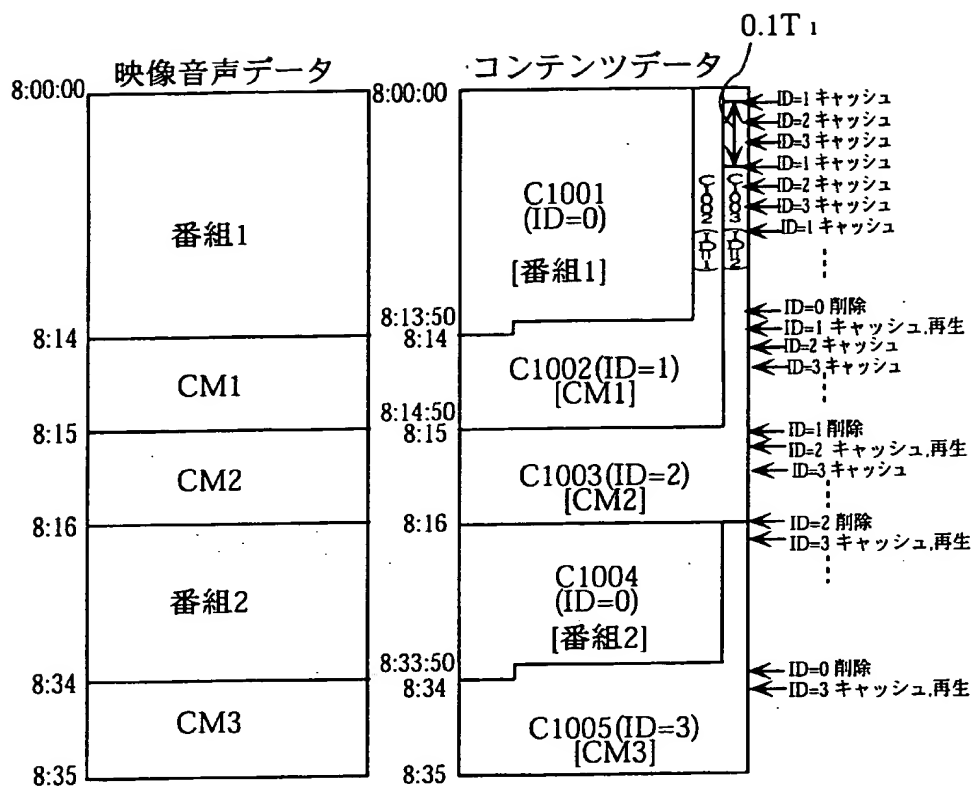 0.1T1
映像音声データ
コンテンツデータ
8:00:00
番組1
8:14
CM1
8:15
CM2
8:16
番組2
8:34
CM3
8:35
8:00:00
C1001
(ID=0)
[番組1]
C1002(ID=1)
C1003(ID=2)
8:13:50
8:14
C1002(ID=1)
[CM1]
8:14:50
8:15
C1003(ID=2)
[CM2]
8:16
C1004
(ID=0)
[番組2]
8:33:50
8:34
C1005(ID=3)
[CM3]
8:35
ID=1 キャッシュ
ID=2 キャッシュ
ID=3 キャッシュ
ID=1 キャッシュ
ID=2 キャッシュ
ID=3 キャッシュ
ID=1 キャッシュ
ID=0 削除
ID=1 キャッシュ,再生
ID=2 キャッシュ
ID=3 キャッシュ
ID=1 削除
ID=2 キャッシュ,再生
ID=3 キャッシュ
ID=2 削除
ID=3 キャッシュ,再生
ID=0 削除
ID=3 キャッシュ,再生